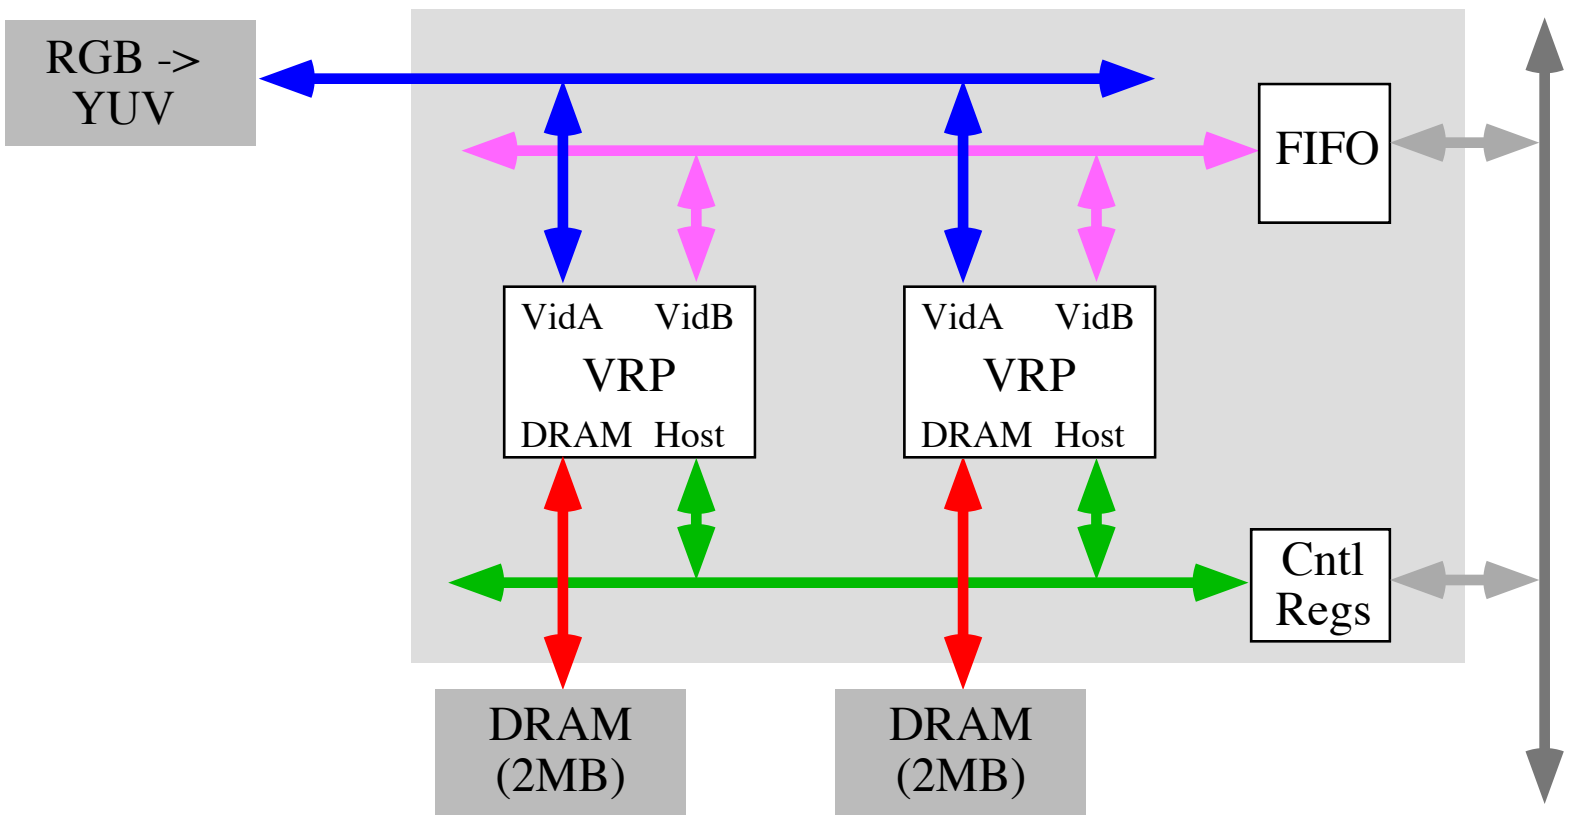 RGB ->
YUV
FIFO
VidA VidB
VRP
DRAM Host
VidA VidB
VRP
DRAM Host
Cntl
Regs
DRAM
(2MB)
DRAM
(2MB)